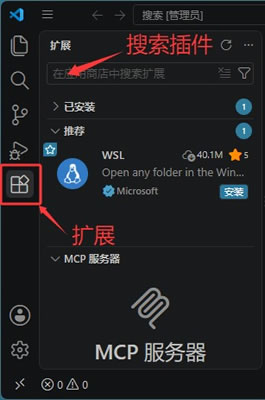 搜索 [管理员]
扩展
搜索插件
在应用商店中搜索扩展
已安装
1
推荐
1
WSL
40.1M
5
Open any folder in the Win...
Microsoft
安装
扩展
MCP 服务器
MCP 服务器
0
0